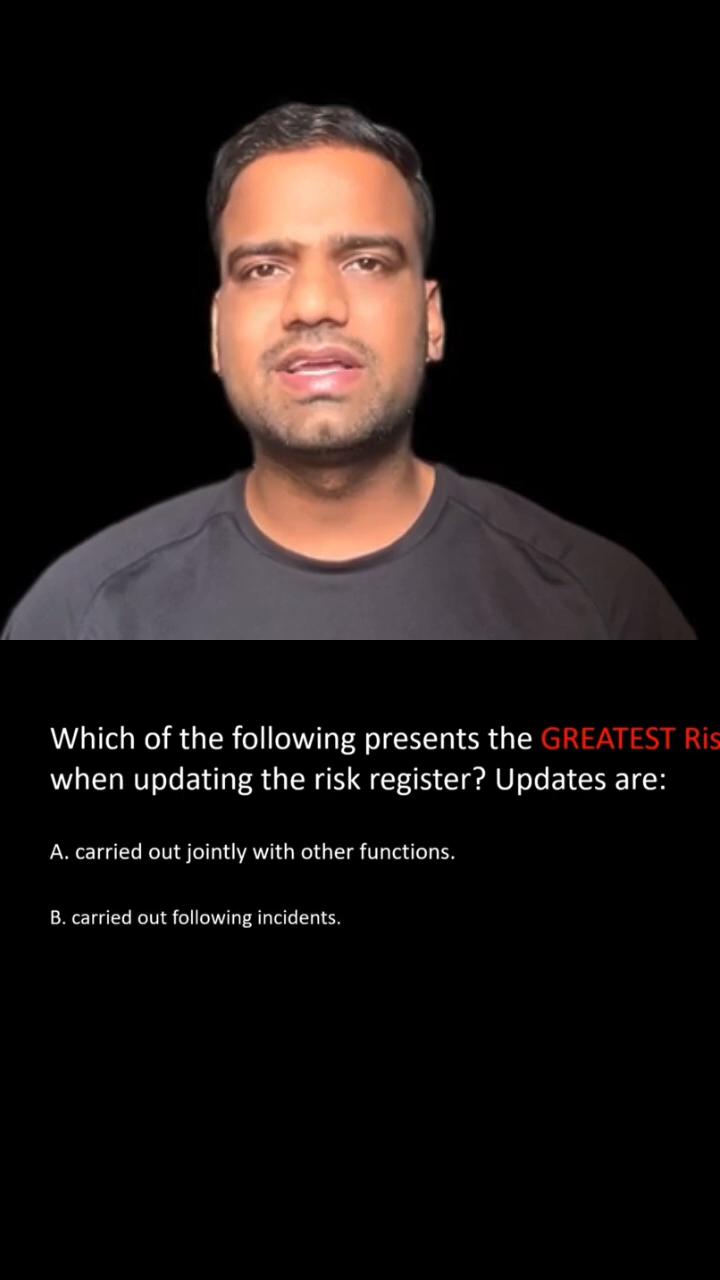 Which of the following presents the GREATEST Ris
when updating the risk register? Updates are:
A. carried out jointly with other functions.
B. carried out following incidents.